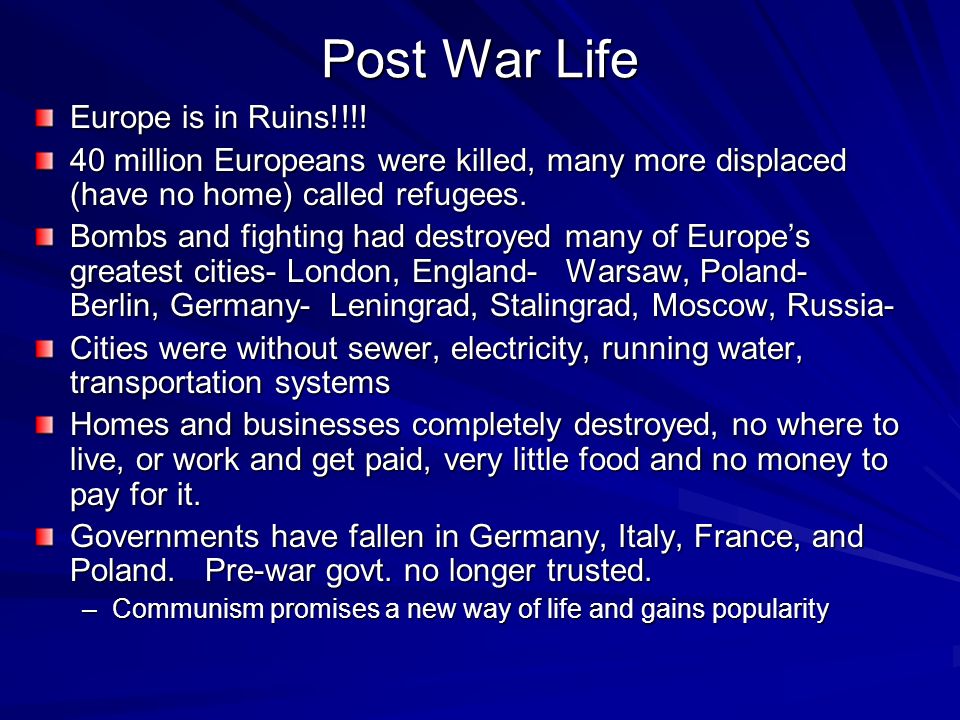 Post War Life
Europe is in Ruins!!!!
40 million Europeans were killed, many more displaced
(have no home) called refugees.
Bombs and fighting had destroyed many of Europe’s
greatest cities- London, England-   Warsaw, Poland-
Berlin, Germany-  Leningrad, Stalingrad, Moscow, Russia-
Cities were without sewer, electricity, running water,
transportation systems
Homes and businesses completely destroyed, no where to
live, or work and get paid, very little food and no money to
pay for it.
Governments have fallen in Germany, Italy, France, and
Poland.   Pre-war govt. no longer trusted.
– Communism promises a new way of life and gains popularity